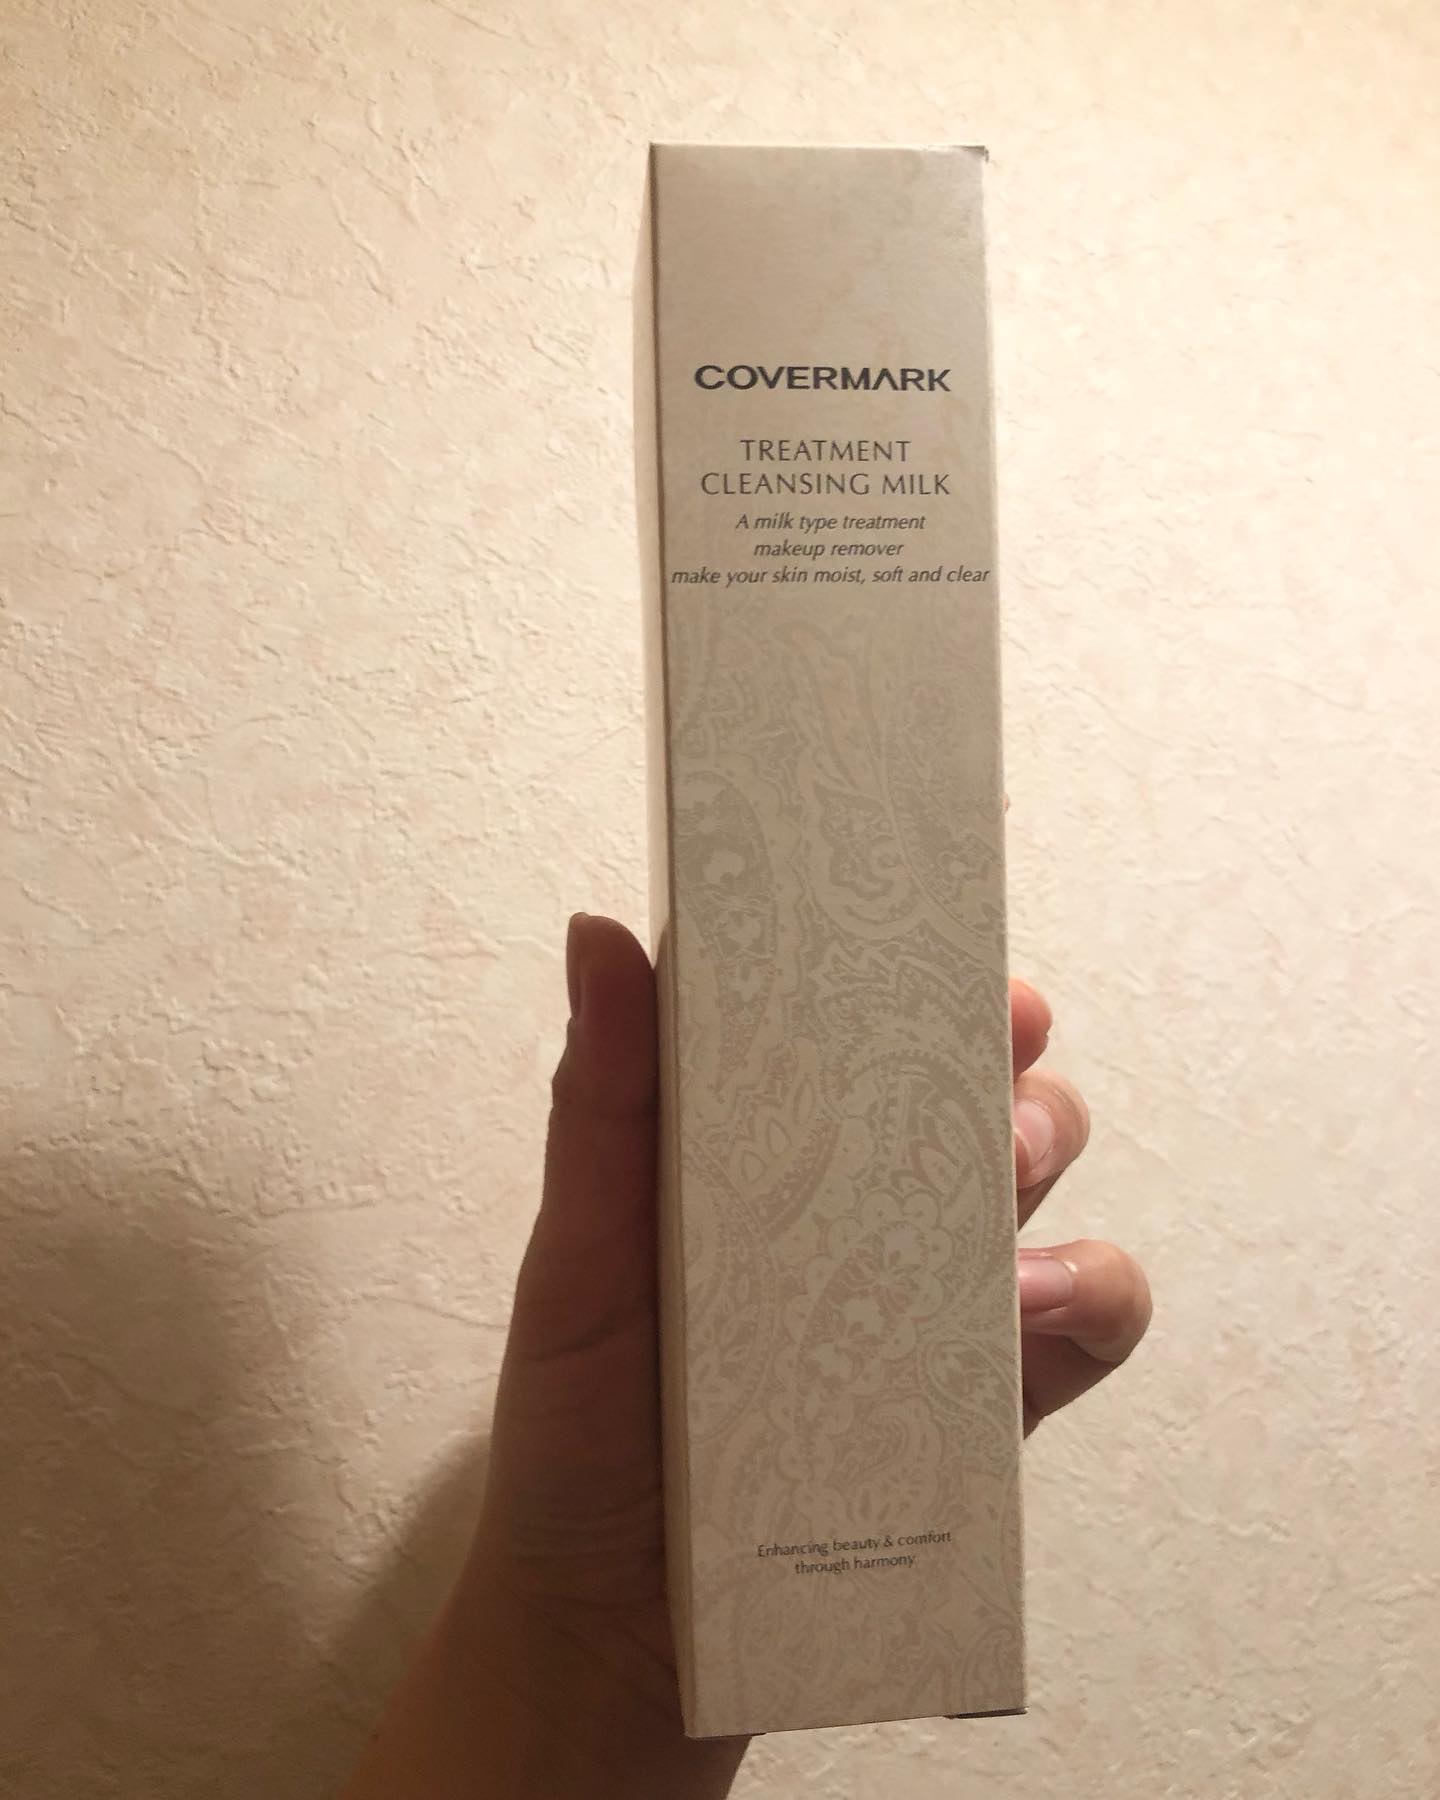 COVERMARK
TREATMENT
CLEANSING MILK
A milk type treatment
makeup remover
make your skin moist, soft and clear
Enhancing beauty & comfort
through harmony